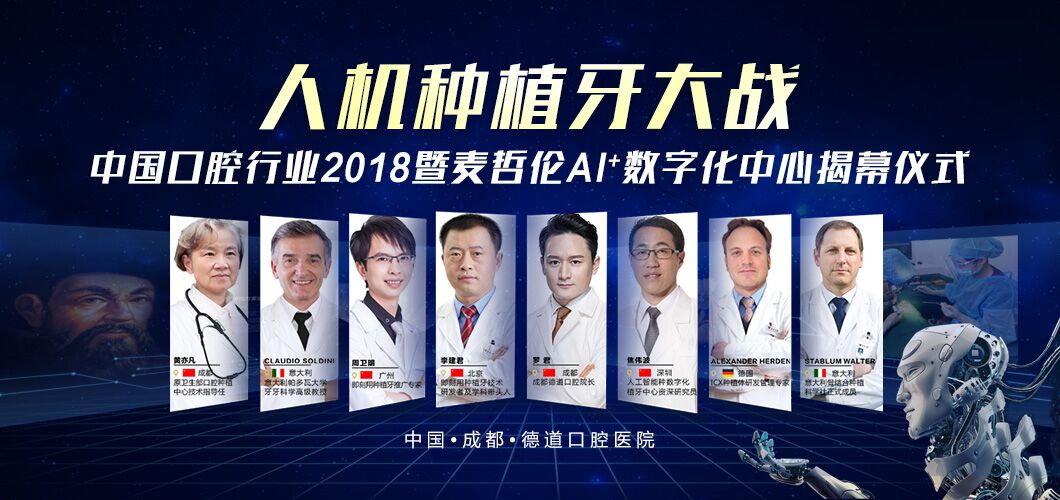 人机种植牙大战
中国口腔行业2018暨麦哲伦AI+数字化中心揭幕仪式
黄亦凡
成都
原卫生部口腔种植
中心技术指导任
CLAUDIO SOLDINI
意大利
意大利帕多瓦大学
牙牙科学高级教授
周卫明
广州
即刻用种植牙推广专家
李建君
北京
即刻用种植牙技术
研发者及学科带头人
罗 君
成都
成都德道口腔院长
焦伟波
深圳
人工智能种数字化
植牙中心资深研究员
ALEXANDER HERDEN
德国
ICX种植体研发管理专家
STABLUM WALTER
意大利
意大利骨结合种植
科学社正式成员
中国·成都·德道口腔医院